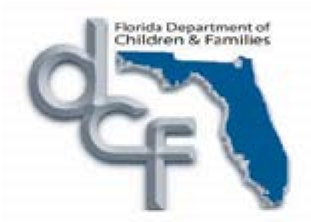 Florida Department of
Children & Families
dcf